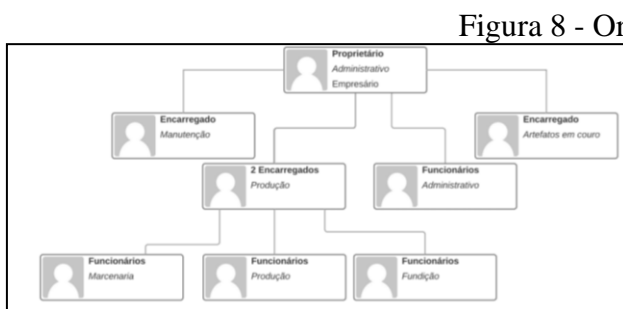 Figura 8 - Or
Proprietário
Administrativo
Empresário
Encarregado
Manutenção
Encarregado
Artefatos em couro
2 Encarregados
Produção
Funcionários
Administrativo
Funcionários
Marcenaria
Funcionários
Produção
Funcionários
Fundição